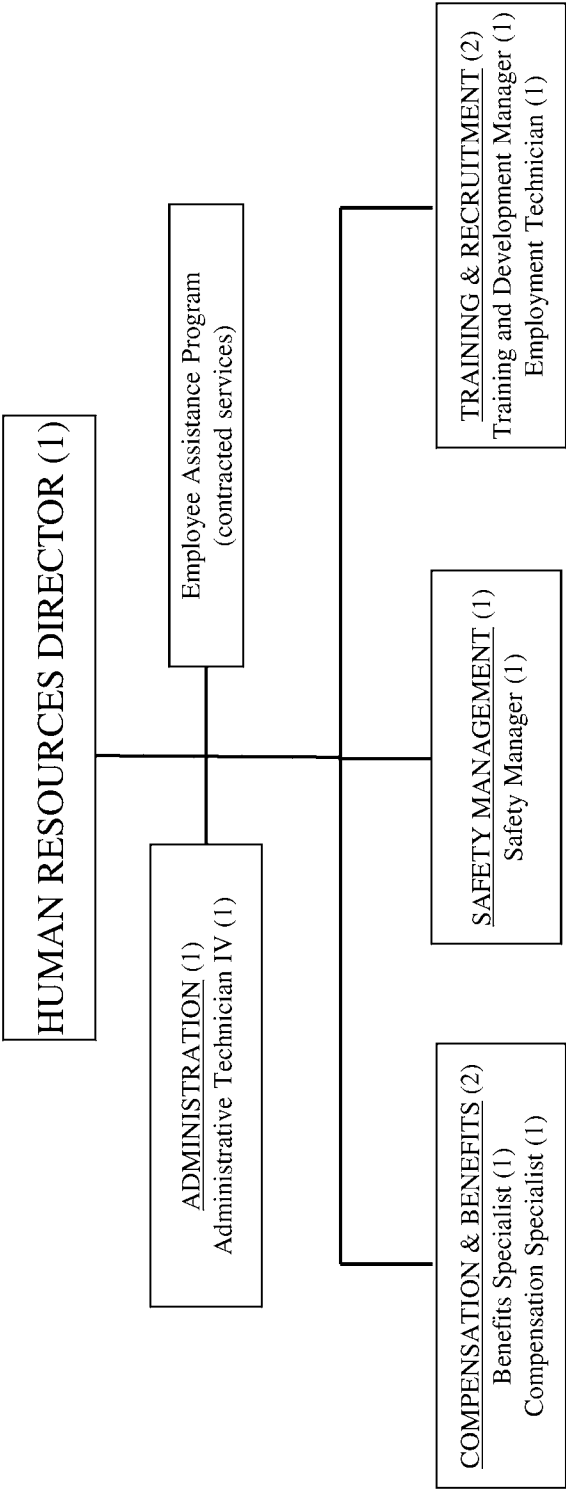 HUMAN RESOURCES DIRECTOR (1)
ADMINISTRATION (1)
Administrative Technician IV (1)
Employee Assistance Program
(contracted services)
COMPENSATION & BENEFITS (2)
Benefits Specialist (1)
Compensation Specialist (1)
SAFETY MANAGEMENT (1)
Safety Manager (1)
TRAINING & RECRUITMENT (2)
Training and Development Manager (1)
Employment Technician (1)